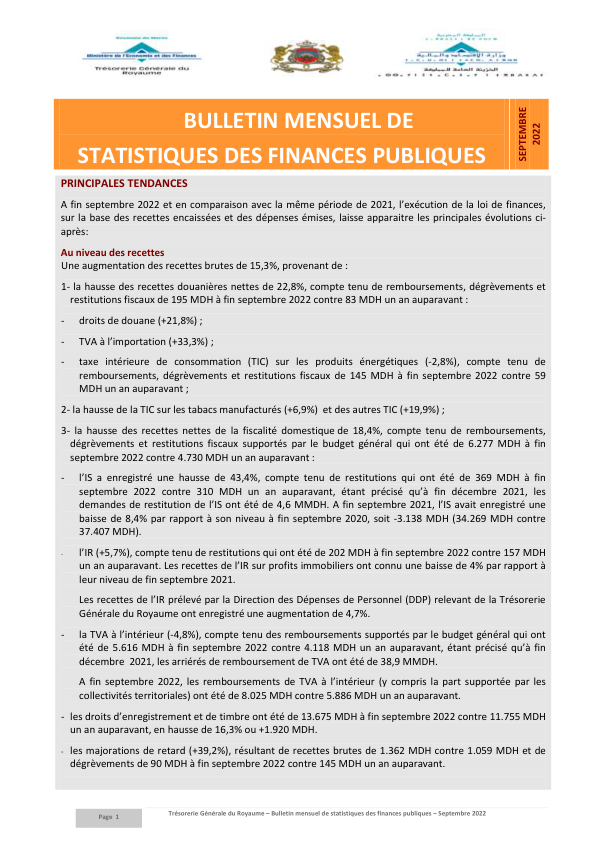 Royaume du Maroc
Ministère de l'Economie et des Finances
Trésorerie Générale du
Royaume
المملكة المغربية
وزارة الاقتصاد والمالية
الخزينة العامة للمملكة
BULLETIN MENSUEL DE
STATISTIQUES DES FINANCES PUBLIQUES
SEPTEMBRE
2022
PRINCIPALES TENDANCES
A fin septembre 2022 et en comparaison avec la même période de 2021, l'exécution de la loi de finances,
sur la base des recettes encaissées et des dépenses émises, laisse apparaitre les principales évolutions ci-
après:
Au niveau des recettes
Une augmentation des recettes brutes de 15,3%, provenant de :
1- la hausse des recettes douanières nettes de 22,8%, compte tenu de remboursements, dégrèvements et
restitutions fiscaux de 195 MDH à fin septembre 2022 contre 83 MDH un an auparavant :
- droits de douane (+21,8%) ;
- TVA à l'importation (+33,3%) ;
- taxe intérieure de consommation (TIC) sur les produits énergétiques (-2,8%), compte tenu de
remboursements, dégrèvements et restitutions fiscaux de 145 MDH à fin septembre 2022 contre 59
MDH un an auparavant ;
2- la hausse de la TIC sur les tabacs manufacturés (+6,9%) et des autres TIC (+19,9%) ;
3- la hausse des recettes nettes de la fiscalité domestique de 18,4%, compte tenu de remboursements,
dégrèvements et restitutions fiscaux supportés par le budget général qui ont été de 6.277 MDH à fin
septembre 2022 contre 4.730 MDH un an auparavant :
- l'IS a enregistré une hausse de 43,4%, compte tenu de restitutions qui ont été de 369 MDH à fin
septembre 2022 contre 310 MDH un an auparavant, étant précisé qu'à fin décembre 2021, les
demandes de restitution de l'IS ont été de 4,6 MMDH. A fin septembre 2021, l'IS avait enregistré une
baisse de 8,4% par rapport à son niveau à fin septembre 2020, soit -3.138 MDH (34.269 MDH contre
37.407 MDH).
- l'IR (+5,7%), compte tenu de restitutions qui ont été de 202 MDH à fin septembre 2022 contre 157 MDH
un an auparavant. Les recettes de l'IR sur profits immobiliers ont connu une baisse de 4% par rapport à
leur niveau de fin septembre 2021.
Les recettes de l'IR prélevé par la Direction des Dépenses de Personnel (DDP) relevant de la Trésorerie
Générale du Royaume ont enregistré une augmentation de 4,7%.
- la TVA à l'intérieur (-4,8%), compte tenu des remboursements supportés par le budget général qui ont
été de 5.616 MDH à fin septembre 2022 contre 4.118 MDH un an auparavant, étant précisé qu'à fin
décembre 2021, les arriérés de remboursement de TVA ont été de 38,9 MMDH.
A fin septembre 2022, les remboursements de TVA à l'intérieur (y compris la part supportée par les
collectivités territoriales) ont été de 8.025 MDH contre 5.886 MDH un an auparavant.
- les droits d'enregistrement et de timbre ont été de 13.675 MDH à fin septembre 2022 contre 11.755 MDH
un an auparavant, en hausse de 16,3% ou +1.920 MDH.
- les majorations de retard (+39,2%), résultant de recettes brutes de 1.362 MDH contre 1.059 MDH et de
dégrèvements de 90 MDH à fin septembre 2022 contre 145 MDH un an auparavant.
Page 1
Trésorerie Générale du Royaume – Bulletin mensuel de statistiques des finances publiques – Septembre 2022